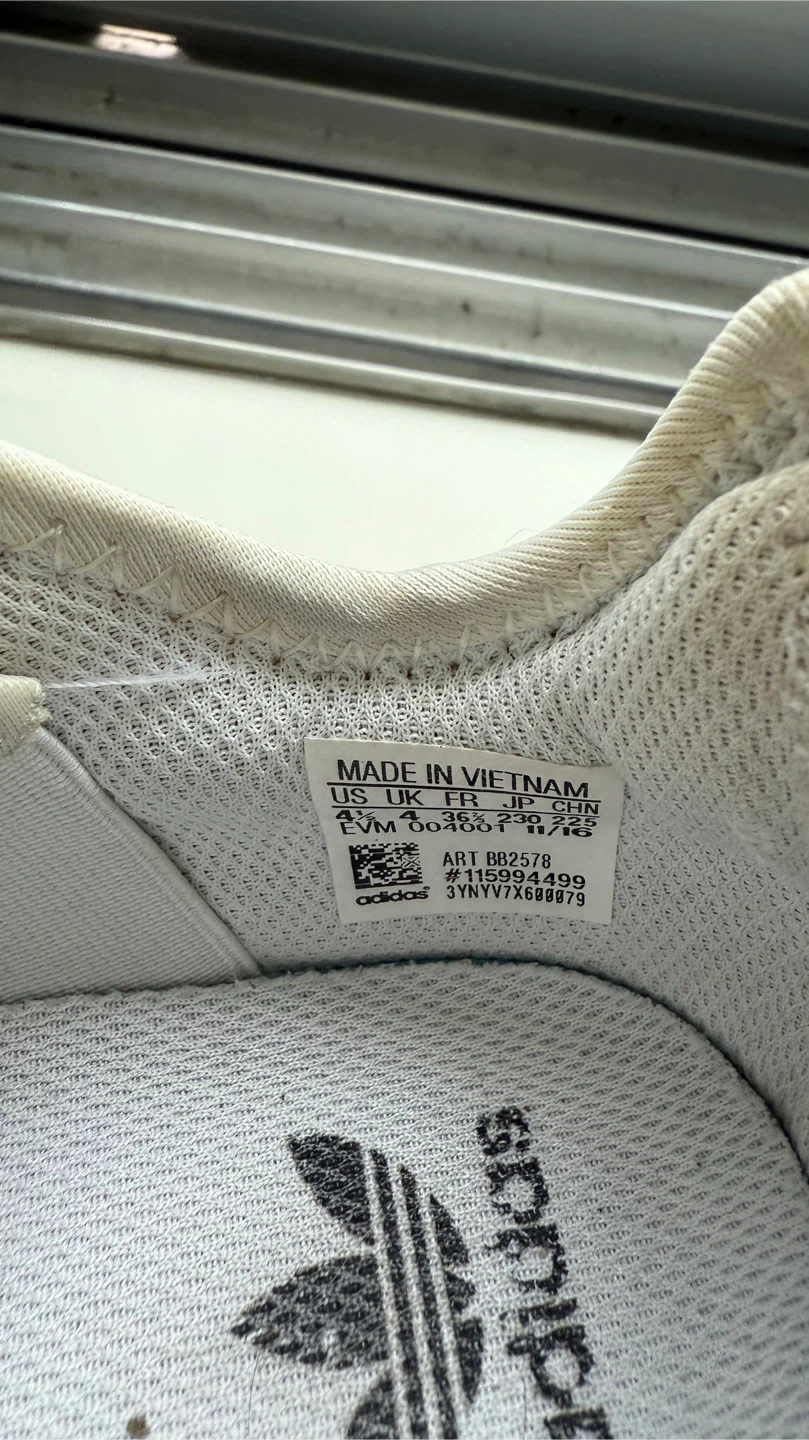 MADE IN VIETNAM
US UK FR JP CHN
4½ 4 36⅔ 230 225
EVM 004001 11/16
ART BB2578
#115994499
adidas®
3YNYV7X600079
adidas